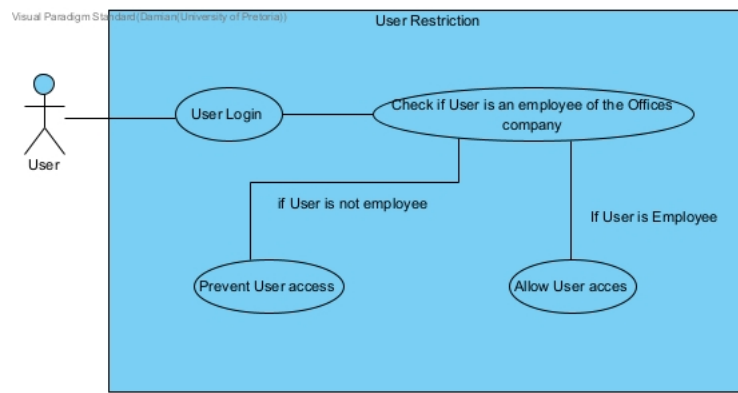 Visual Paradigm Standard(Damian(University of Pretoria))
User Restriction
User Login
Check if User is an employee of the Offices
company
User
if User is not employee
If User is Employee
Prevent User access
Allow User acces